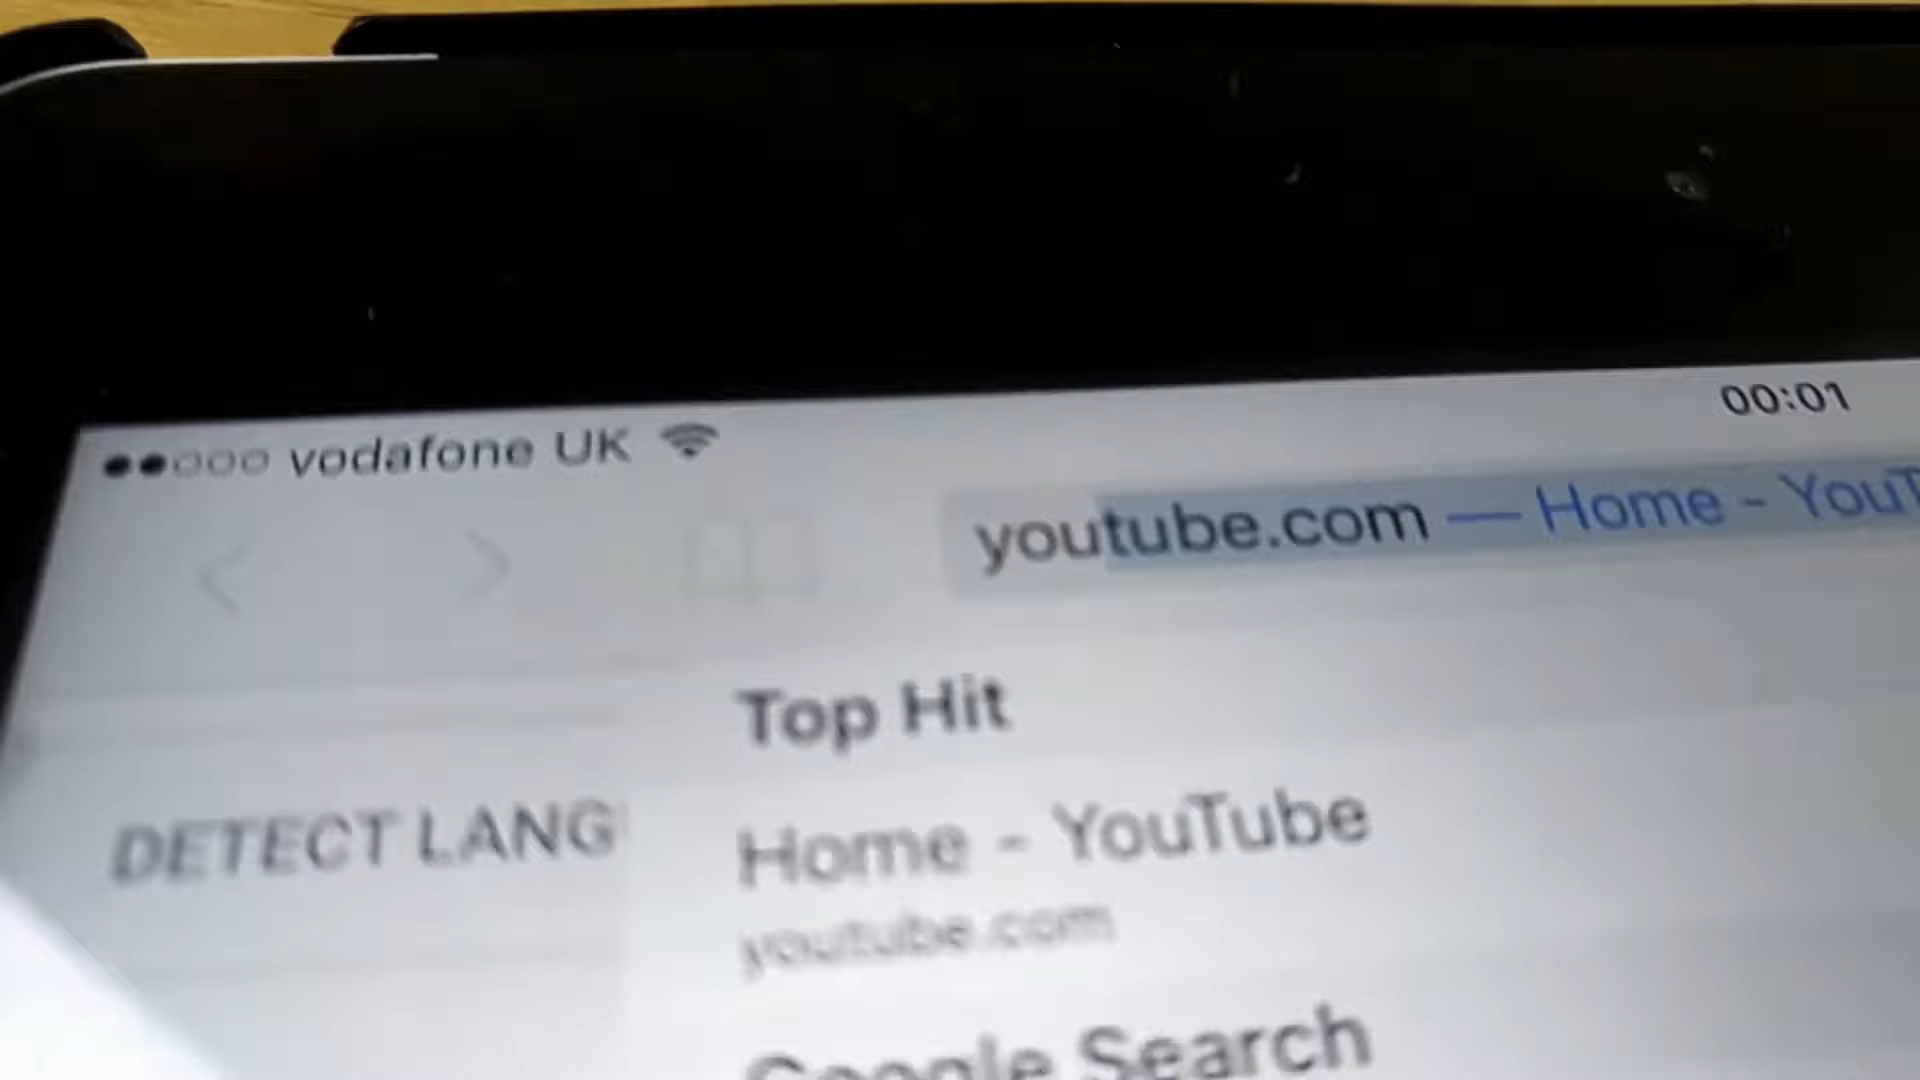 vodafone UK
00:01
youtube.com — Home - YouT
Top Hit
DETECT LANG
Home - YouTube
youtube.com
Google Search